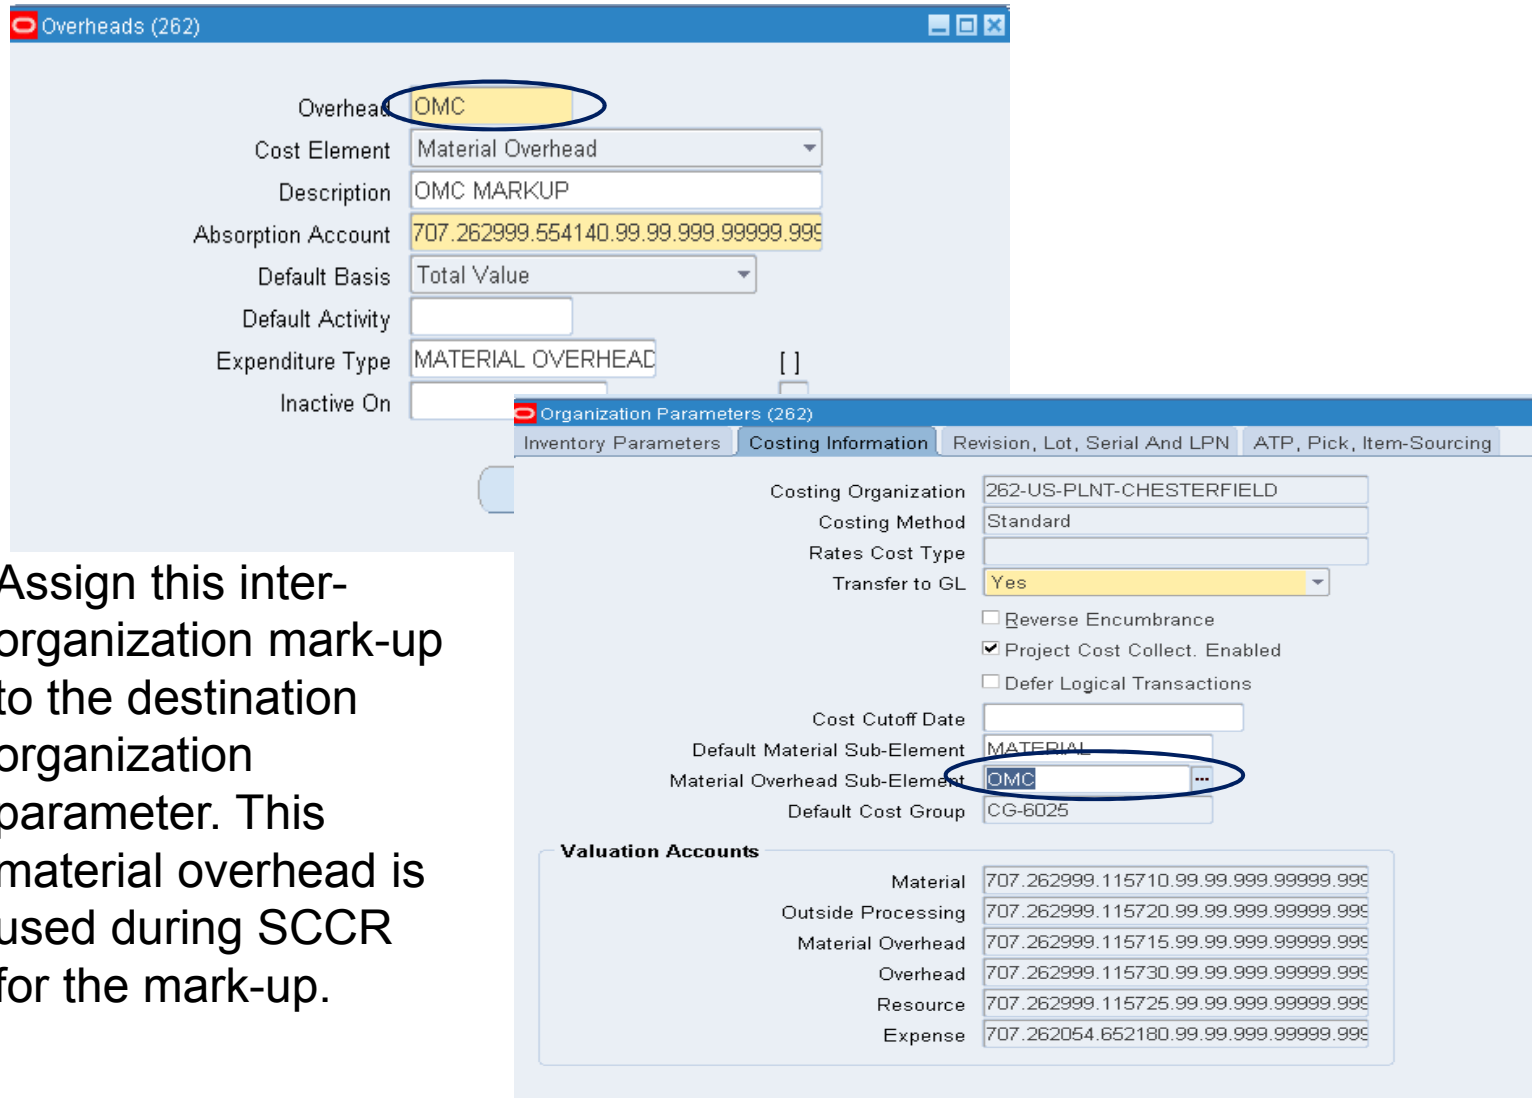 Overheads (262)
Overhead OMC
Cost Element Material Overhead
Description OMC MARKUP
Absorption Account 707.262999.554140.99.99.999.99999.999
Default Basis Total Value
Default Activity
Expenditure Type MATERIAL OVERHEAD [ ]
Inactive On
Organization Parameters (262)
Inventory Parameters Costing Information Revision, Lot, Serial And LPN ATP, Pick, Item-Sourcing
Costing Organization 262-US-PLNT-CHESTERFIELD
Costing Method Standard
Rates Cost Type
Transfer to GL Yes
Reverse Encumbrance
Project Cost Collect. Enabled
Defer Logical Transactions
Cost Cutoff Date
Default Material Sub-Element MATERIAL
Material Overhead Sub-Element OMC ...
Default Cost Group CG-6025
Valuation Accounts
Material 707.262999.115710.99.99.999.99999.999
Outside Processing 707.262999.115720.99.99.999.99999.999
Material Overhead 707.262999.115715.99.99.999.99999.999
Overhead 707.262999.115730.99.99.999.99999.999
Resource 707.262999.115725.99.99.999.99999.999
Expense 707.262054.652180.99.99.999.99999.999
Assign this inter-
organization mark-up
to the destination
organization
parameter. This
material overhead is
used during SCCR
for the mark-up.